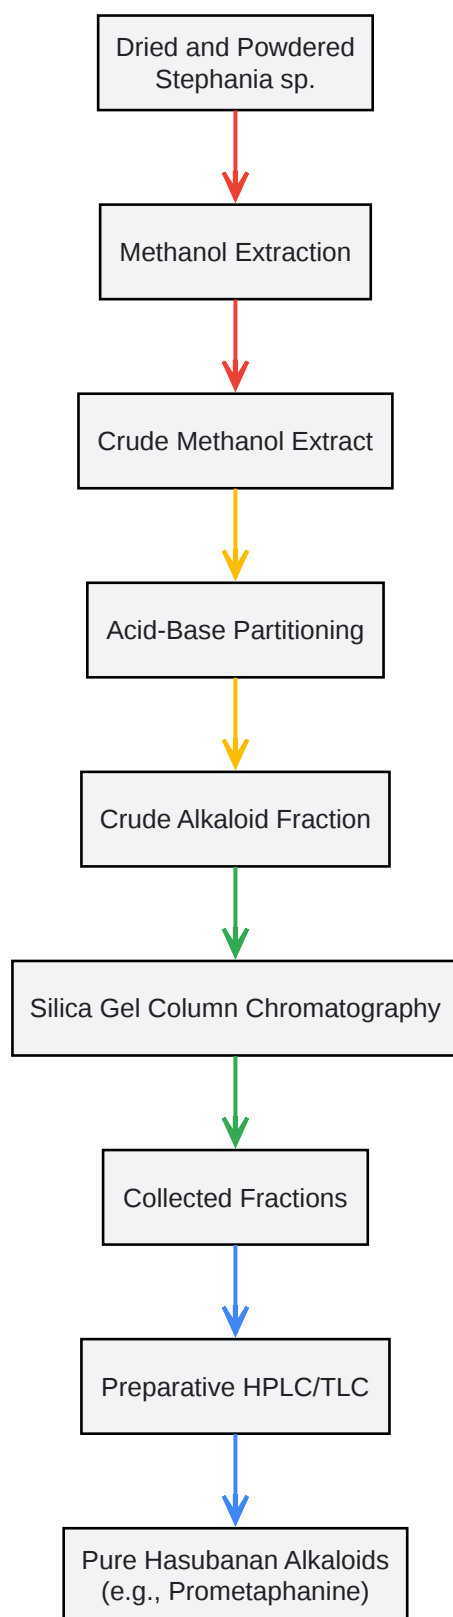 Dried and Powdered
Stephania sp.
Methanol Extraction
Crude Methanol Extract
Acid-Base Partitioning
Crude Alkaloid Fraction
Silica Gel Column Chromatography
Collected Fractions
Preparative HPLC/TLC
Pure Hasubanan Alkaloids
(e.g., Prometaphanine)